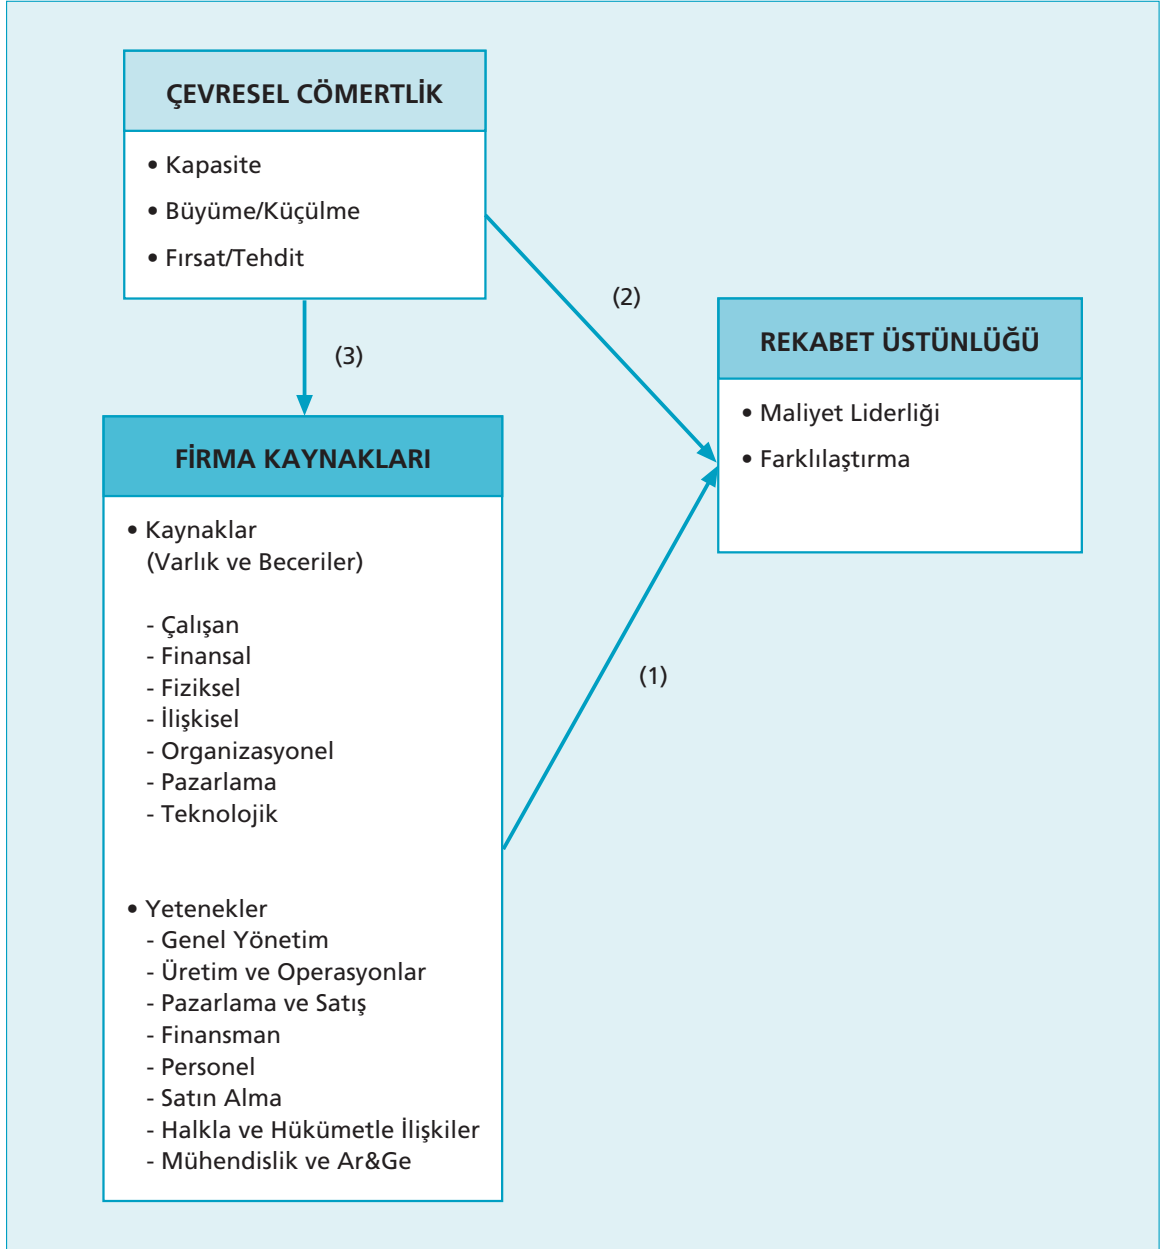 ÇEVRESEL CÖMERTLİK
• Kapasite
• Büyüme/Küçülme
• Fırsat/Tehdit
(2)
(3)
REKABET ÜSTÜNLÜĞÜ
• Maliyet Liderliği
• Farklılaştırma
FİRMA KAYNAKLARI
• Kaynaklar
(Varlık ve Beceriler)
- Çalışan
- Finansal
- Fiziksel
- İlişkisel
- Organizasyonel
- Pazarlama
- Teknolojik
(1)
• Yetenekler
- Genel Yönetim
- Üretim ve Operasyonlar
- Pazarlama ve Satış
- Finansman
- Personel
- Satın Alma
- Halkla ve Hükümetle İlişkiler
- Mühendislik ve Ar&Ge